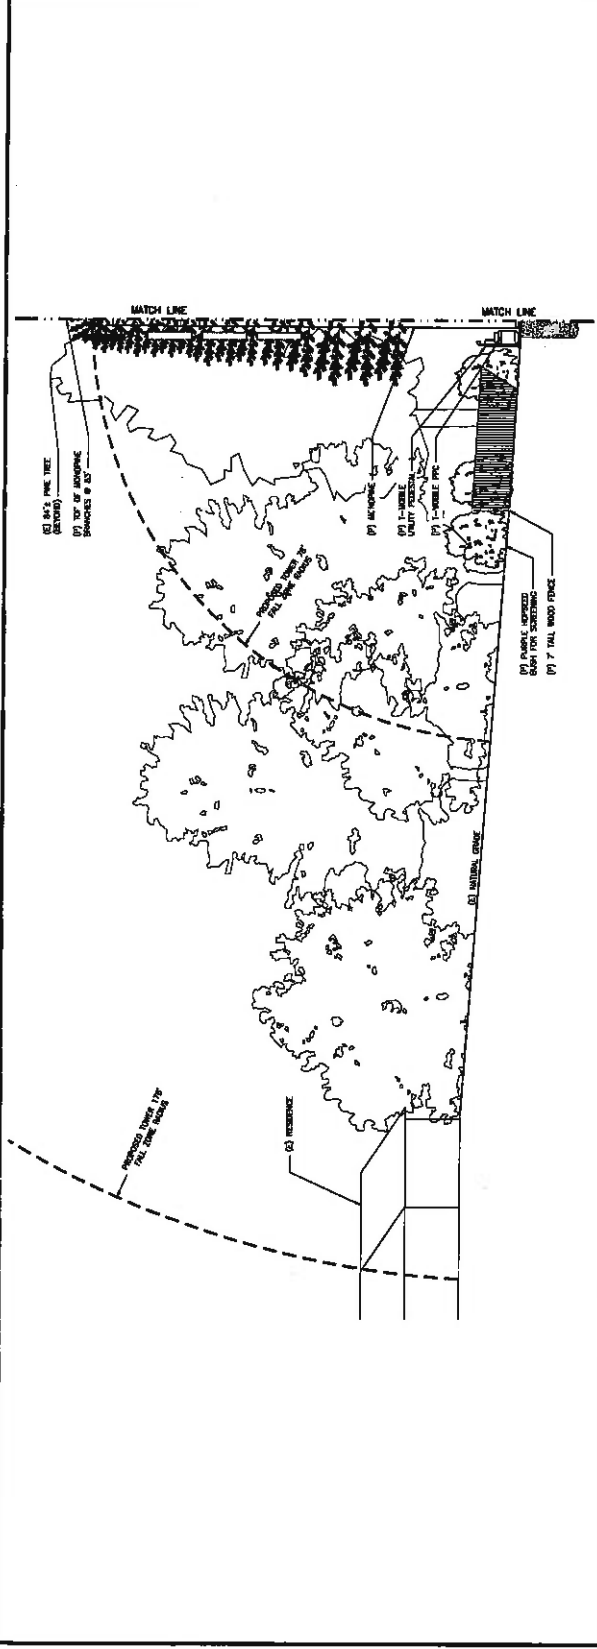 MATCH LINE
MATCH LINE
(E) 84'± PINE TREE
(BEYOND)
(P) TOP OF MONOPINE
BRANCHES @ 83'
(P) MONOPINE
(P) T-MOBILE
UTILITY PEDESTAL
(P) T-MOBILE PPC
PROPOSED TOWER 78'
FALL ZONE RADIUS
(P) PURPLE HOPSEED
BUSH FOR SCREENING
(P) 7' TALL WOOD FENCE
(E) NATURAL GRADE
(E) RESIDENCE
PROPOSED TOWER
FALL ZONE RADIUS